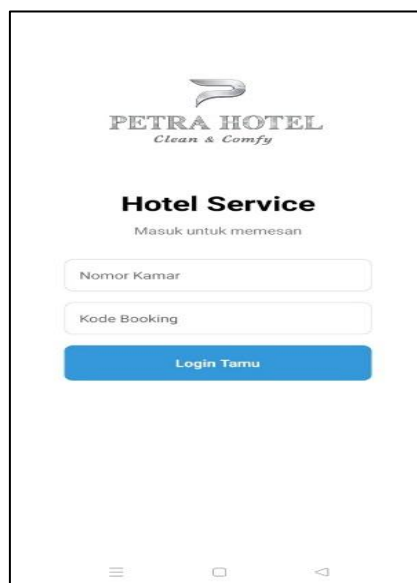 PETRA HOTEL
Clean & Comfy
Hotel Service
Masuk untuk memesan
Nomor Kamar
Kode Booking
Login Tamu